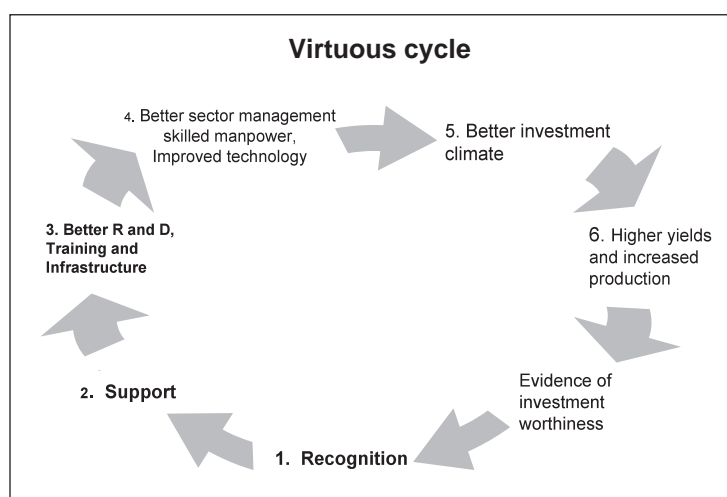 Virtuous cycle
4. Better sector management
skilled manpower,
Improved technology
5. Better investment
climate
3. Better R and D,
Training and
Infrastructure
6. Higher yields
and increased
production
2. Support
Evidence of
investment
worthiness
1. Recognition